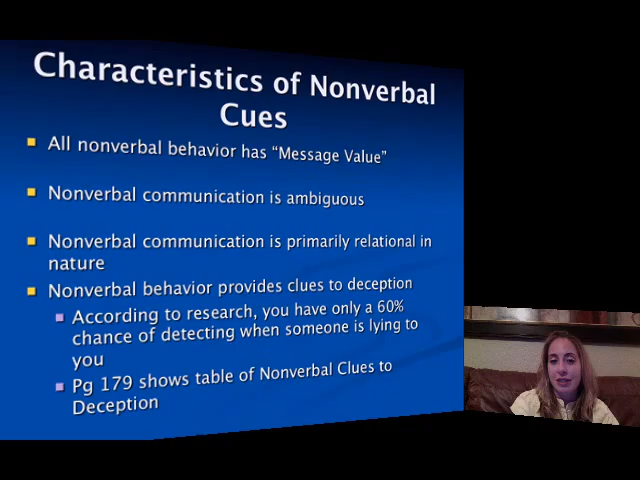 Characteristics of Nonverbal
Cues
All nonverbal behavior has “Message Value”
Nonverbal communication is ambiguous
Nonverbal communication is primarily relational in
nature
Nonverbal behavior provides clues to deception
According to research, you have only a 60%
chance of detecting when someone is lying to
you
Pg 179 shows table of Nonverbal Clues to
Deception